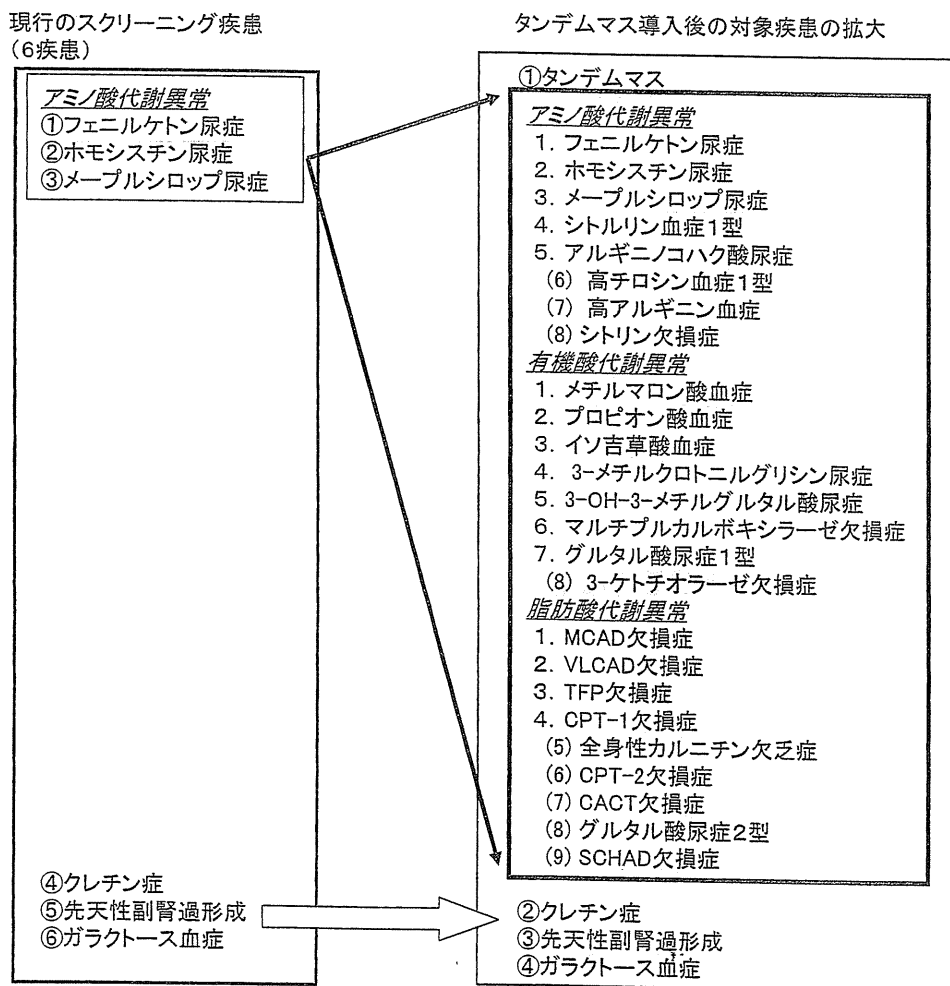 現行のスクリーニング疾患
(6疾患)
アミノ酸代謝異常
①フェニルケトン尿症
②ホモシスチン尿症
③メープルシロップ尿症
④クレチン症
⑤先天性副腎過形成
⑥ガラクトース血症
タンデムマス導入後の対象疾患の拡大
①タンデムマス
アミノ酸代謝異常
1. フェニルケトン尿症
2. ホモシスチン尿症
3. メープルシロップ尿症
4. シトルリン血症1型
5. アルギニノコハク酸尿症
(6) 高チロシン血症1型
(7) 高アルギニン血症
(8) シトリン欠損症
有機酸代謝異常
1. メチルマロン酸血症
2. プロピオン酸血症
3. イソ吉草酸血症
4. 3-メチルクロトニルグリシン尿症
5. 3-OH-3-メチルグルタル酸尿症
6. マルチプルカルボキシラーゼ欠損症
7. グルタル酸尿症1型
(8) 3-ケトチオラーゼ欠損症
脂肪酸代謝異常
1. MCAD欠損症
2. VLCAD欠損症
3. TFP欠損症
4. CPT-1欠損症
(5) 全身性カルニチン欠乏症
(6) CPT-2欠損症
(7) CACT欠損症
(8) グルタル酸尿症2型
(9) SCHAD欠損症
②クレチン症
③先天性副腎過形成
④ガラクトース血症